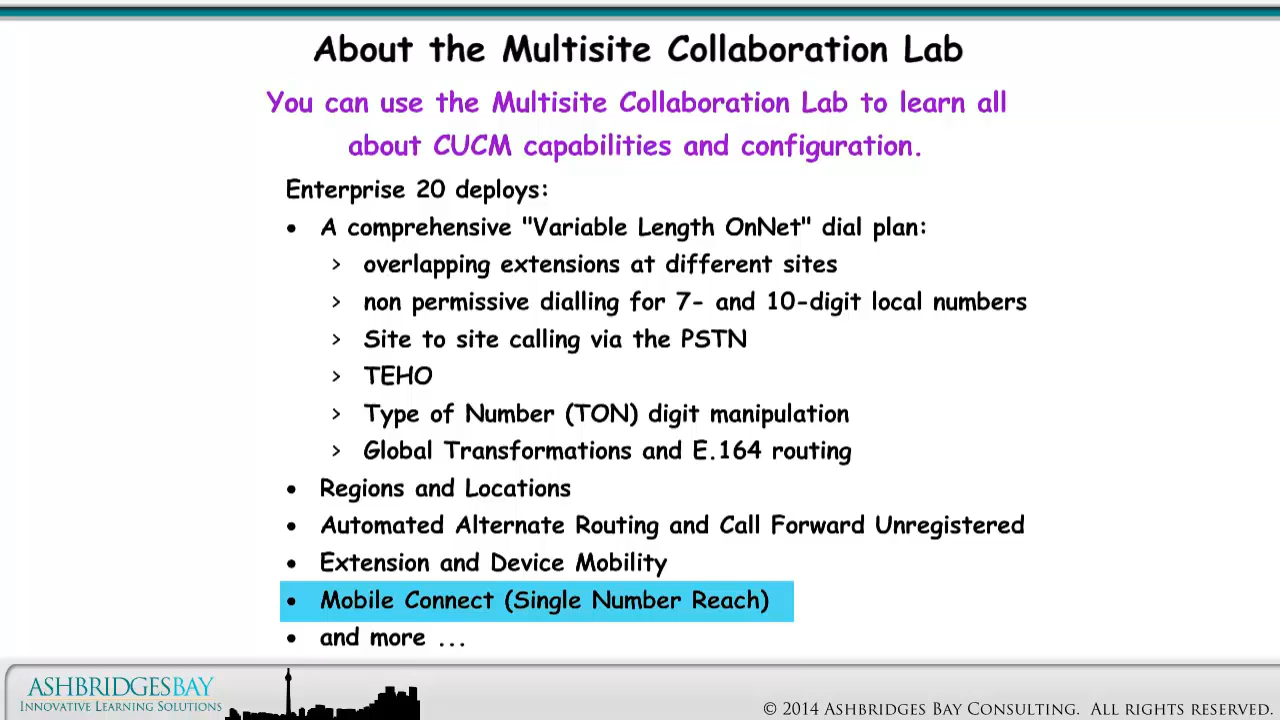 About the Multisite Collaboration Lab
You can use the Multisite Collaboration Lab to learn all
about CUCM capabilities and configuration.
Enterprise 20 deploys:
• A comprehensive "Variable Length OnNet" dial plan:
> overlapping extensions at different sites
> non permissive dialling for 7- and 10-digit local numbers
> Site to site calling via the PSTN
> TEHO
> Type of Number (TON) digit manipulation
> Global Transformations and E.164 routing
• Regions and Locations
• Automated Alternate Routing and Call Forward Unregistered
• Extension and Device Mobility
• Mobile Connect (Single Number Reach)
• and more ...
ASHBRIDGESBAY
INNOVATIVE LEARNING SOLUTIONS
© 2014 ASHBRIDGES BAY CONSULTING. ALL RIGHTS RESERVED.